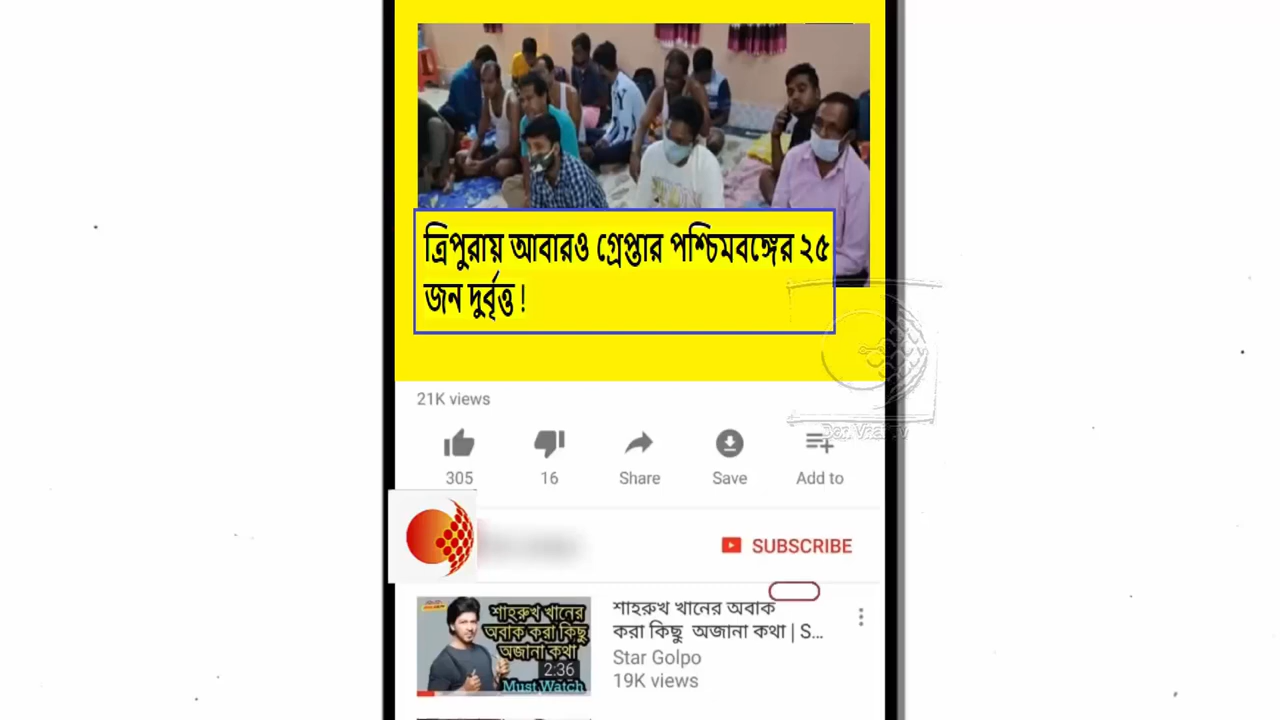 ত্রিপুরায় আবারও গ্রেপ্তার পশ্চিমবঙ্গের ২৫
জন দুর্বৃত্ত !
21K views
305
16
Share
Save
Add to
SUBSCRIBE
শাহরুখ খানের
অবাক করা কিছু
অজানা কথা
2:36
Must Watch
শাহরুখ খানের অবাক
করা কিছু অজানা কথা | S...
Star Golpo
19K views